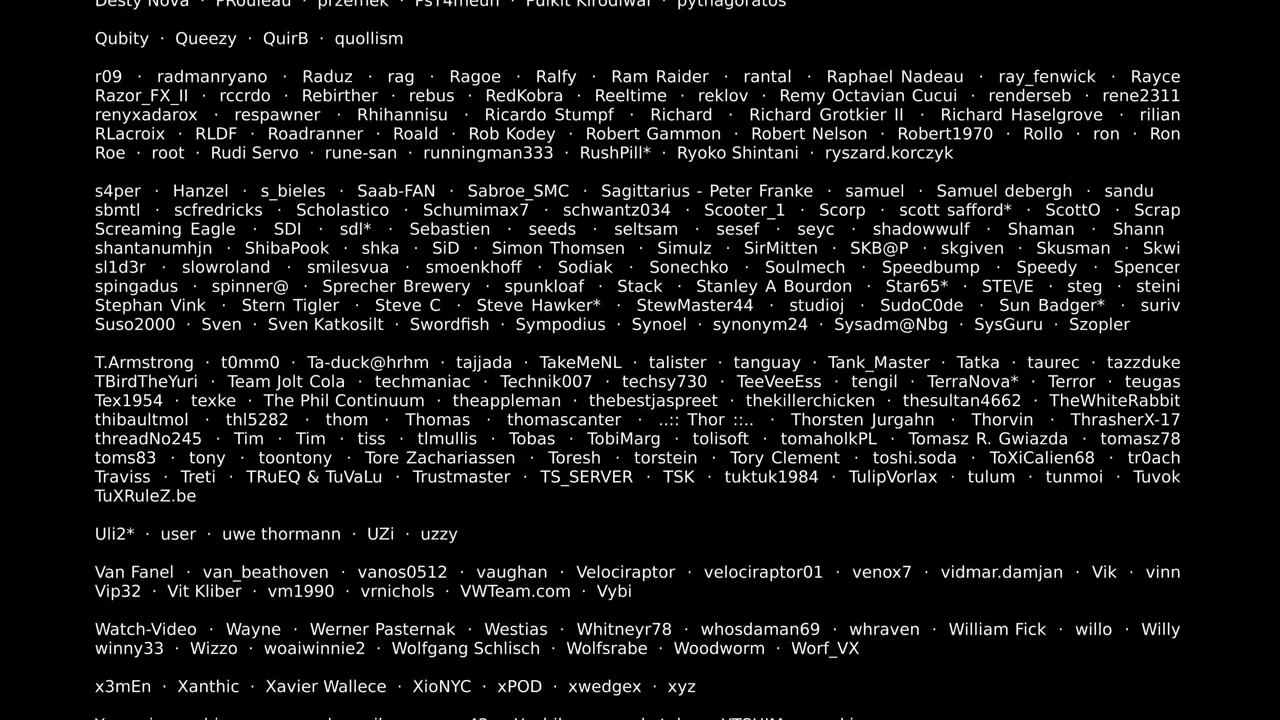 Desty Nova · PRouleau · przemek · PsY 4meun · Pulkit Kirodiwal · pythagoratos
Qubity · Queezy · QuirB · quollism
r09 · radmanryano · Raduz · rag · Ragoe · Ralfy · Ram Raider · rantal · Raphael Nadeau · ray_fenwick · Rayce
Razor_FX_II · rccrdo · Rebirther · rebus · RedKobra · Reeltime · reklov · Remy Octavian Cucui · renderseb · rene2311
renyxadarox · respawner · Rhihannisu · Ricardo Stumpf · Richard · Richard Grotkier II · Richard Haselgrove · rilian
RLacroix · RLDF · Roadranner · Roald · Rob Kodey · Robert Gammon · Robert Nelson · Robert1970 · Rollo · ron · Ron
Roe · root · Rudi Servo · rune-san · runningman333 · RushPill* · Ryoko Shintani · ryszard.korczyk
s4per · Hanzel · s_bieles · Saab-FAN · Sabroe_SMC · Sagittarius - Peter Franke · samuel · Samuel debergh · sandu
sbmtl · scfredricks · Scholastico · Schumimax7 · schwantz034 · Scooter_1 · Scorp · scott safford* · ScottO · Scrap
Screaming Eagle · SDI · sdl* · Sebastien · seeds · seltsam · sesef · seyc · shadowwulf · Shaman · Shann
shantanumhjn · ShibaPook · shka · SiD · Simon Thomsen · Simulz · SirMitten · SKB@P · skgiven · Skusman · Skwi
sl1d3r · slowroland · smilesvua · smoenkhoff · Sodiak · Sonechko · Soulmech · Speedbump · Speedy · Spencer
spingadus · spinner@ · Sprecher Brewery · spunkloaf · Stack · Stanley A Bourdon · Star65* · STE\/E · steg · steini
Stephan Vink · Stern Tigler · Steve C · Steve Hawker* · StewMaster44 · studioj · SudoC0de · Sun Badger* · suriv
Suso2000 · Sven · Sven Katkosilt · Swordfish · Sympodius · Synoel · synonym24 · Sysadm@Nbg · SysGuru · Szopler
T.Armstrong · t0mm0 · Ta-duck@hrhm · tajjada · TakeMeNL · talister · tanguay · Tank_Master · Tatka · taurec · tazzduke
TBirdTheYuri · Team Jolt Cola · techmaniac · Technik007 · techsy730 · TeeVeeEss · tengil · TerraNova* · Terror · teugas
Tex1954 · texke · The Phil Continuum · theappleman · thebestjaspreet · thekillerchicken · thesultan4662 · TheWhiteRabbit
thibaultmol · thl5282 · thom · Thomas · thomascanter · ..:: Thor ::.. · Thorsten Jurgahn · Thorvin · ThrasherX-17
threadNo245 · Tim · Tim · tiss · tlmullis · Tobas · TobiMarg · tolisoft · tomaholkPL · Tomasz R. Gwiazda · tomasz78
toms83 · tony · toontony · Tore Zachariassen · Toresh · torstein · Tory Clement · toshi.soda · ToXiCalien68 · tr0ach
Traviss · Treti · TRuEQ & TuVaLu · Trustmaster · TS_SERVER · TSK · tuktuk1984 · TulipVorlax · tulum · tunmoi · Tuvok
TuXRuleZ.be
Uli2* · user · uwe thormann · UZi · uzzy
Van Fanel · van_beathoven · vanos0512 · vaughan · Velociraptor · velociraptor01 · venox7 · vidmar.damjan · Vik · vinn
Vip32 · Vit Kliber · vm1990 · vrnichols · VWTeam.com · Vybi
Watch-Video · Wayne · Werner Pasternak · Westias · Whitneyr78 · whosdaman69 · whraven · William Fick · willo · Willy
winny33 · Wizzo · woaiwinnie2 · Wolfgang Schlisch · Wolfsrabe · Woodworm · Worf_VX
x3mEn · Xanthic · Xavier Wallece · XioNYC · xPOD · xwedgex · xyz